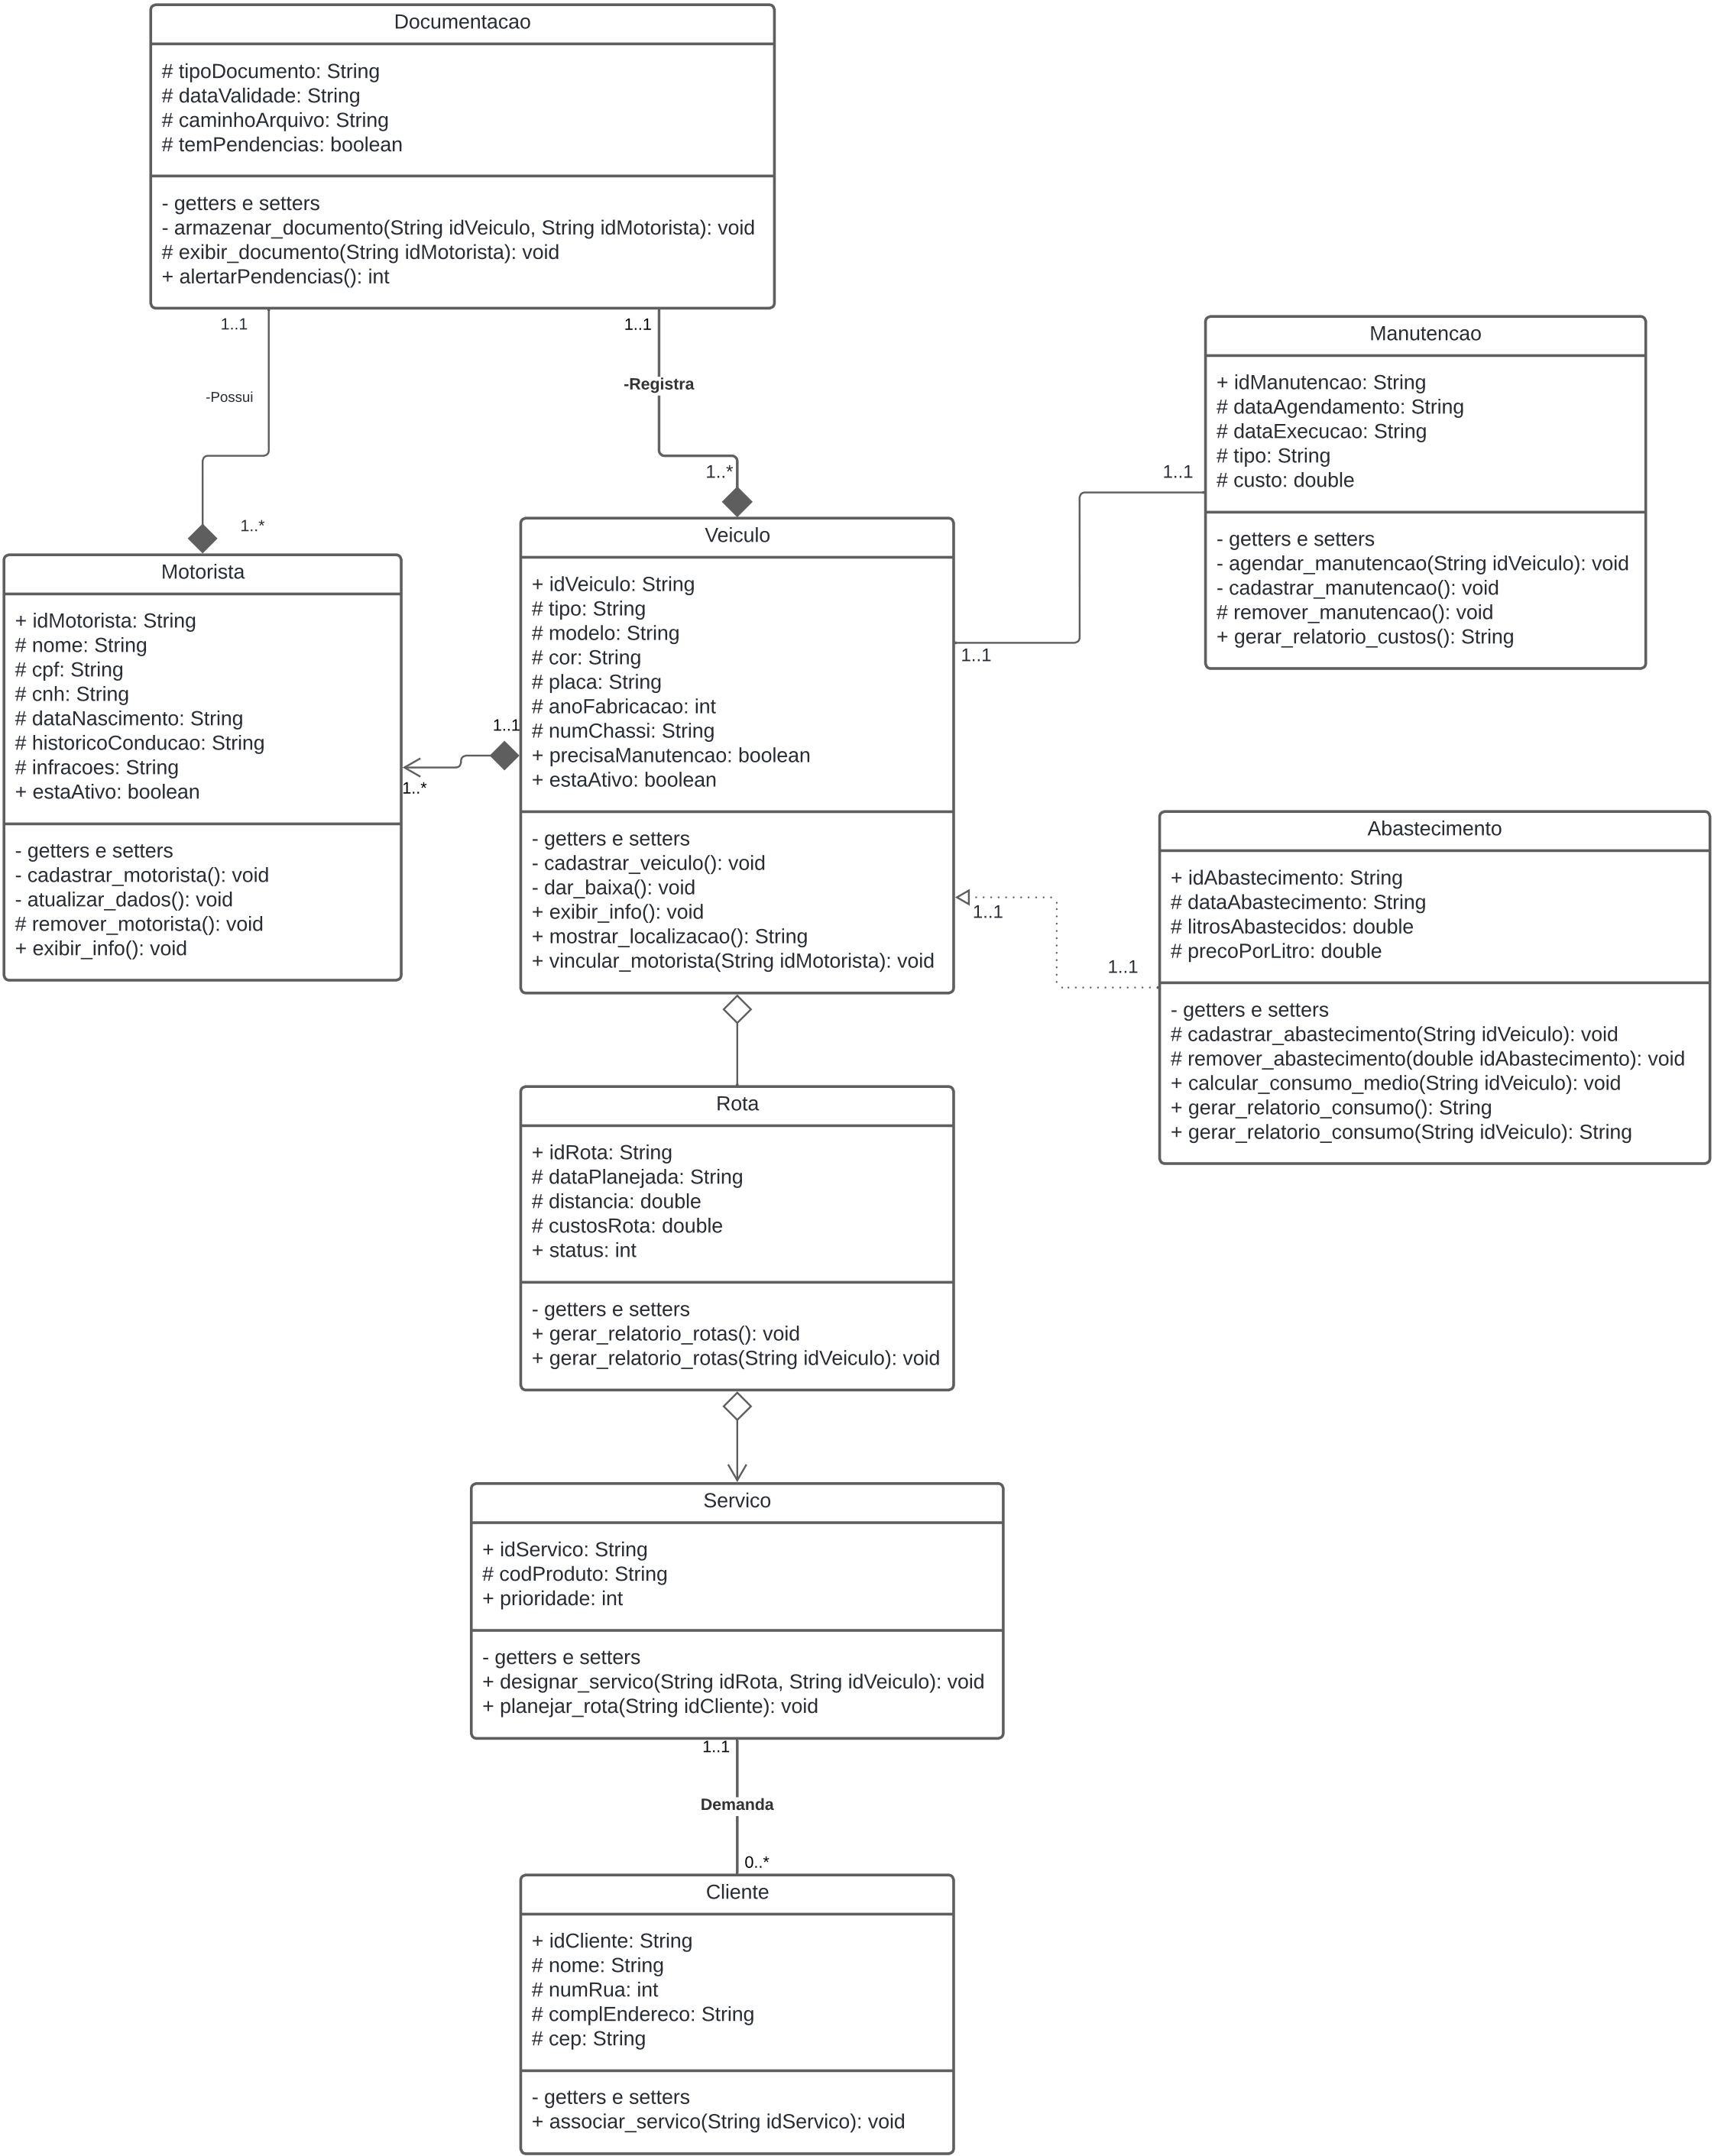 Documentacao
# tipoDocumento: String
# dataValidade: String
# caminhoArquivo: String
# temPendencias: boolean
- getters e setters
- armazenar_documento(String idVeiculo, String idMotorista): void
# exibir_documento(String idMotorista): void
+ alertarPendencias(): int
1..1
-Possui
1..*
1..1
-Registra
1..*
Manutencao
+ idManutencao: String
# dataAgendamento: String
# dataExecucao: String
# tipo: String
# custo: double
- getters e setters
- agendar_manutencao(String idVeiculo): void
- cadastrar_manutencao(): void
# remover_manutencao(): void
+ gerar_relatorio_custos(): String
1..1
1..1
Motorista
+ idMotorista: String
# nome: String
# cpf: String
# cnh: String
# dataNascimento: String
# historicoConducao: String
# infracoes: String
+ estaAtivo: boolean
- getters e setters
- cadastrar_motorista(): void
- atualizar_dados(): void
# remover_motorista(): void
+ exibir_info(): void
1..1
1..*
Veiculo
+ idVeiculo: String
# tipo: String
# modelo: String
# cor: String
# placa: String
# anoFabricacao: int
# numChassi: String
+ precisaManutencao: boolean
+ estaAtivo: boolean
- getters e setters
- cadastrar_veiculo(): void
- dar_baixa(): void
+ exibir_info(): void
+ mostrar_localizacao(): String
+ vincular_motorista(String idMotorista): void
1..1
1..1
Abastecimento
+ idAbastecimento: String
# dataAbastecimento: String
# litrosAbastecidos: double
# precoPorLitro: double
- getters e setters
# cadastrar_abastecimento(String idVeiculo): void
# remover_abastecimento(double idAbastecimento): void
+ calcular_consumo_medio(String idVeiculo): void
+ gerar_relatorio_consumo(): String
+ gerar_relatorio_consumo(String idVeiculo): String
Rota
+ idRota: String
# dataPlanejada: String
# distancia: double
# custosRota: double
+ status: int
- getters e setters
+ gerar_relatorio_rotas(): void
+ gerar_relatorio_rotas(String idVeiculo): void
Servico
+ idServico: String
# codProduto: String
+ prioridade: int
- getters e setters
+ designar_servico(String idRota, String idVeiculo): void
+ planejar_rota(String idCliente): void
1..1
Demanda
0..*
Cliente
+ idCliente: String
# nome: String
# numRua: int
# complEndereco: String
# cep: String
- getters e setters
+ associar_servico(String idServico): void